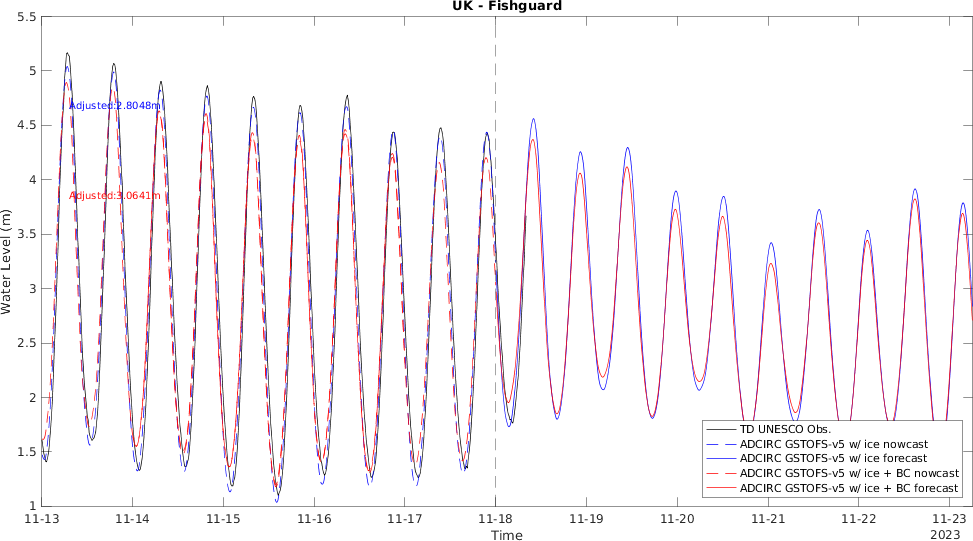 UK - Fishguard
5.5
5
4.5
4
3.5
3
2.5
2
1.5
1
Water Level (m)
Adjusted:2.8048m
Adjusted:3.0641m
TD UNESCO Obs.
ADCIRC GSTOFS-v5 w/ ice nowcast
ADCIRC GSTOFS-v5 w/ ice forecast
ADCIRC GSTOFS-v5 w/ ice + BC nowcast
ADCIRC GSTOFS-v5 w/ ice + BC forecast
11-13 11-14 11-15 11-16 11-17 11-18 11-19 11-20 11-21 11-22 11-23
2023
Time